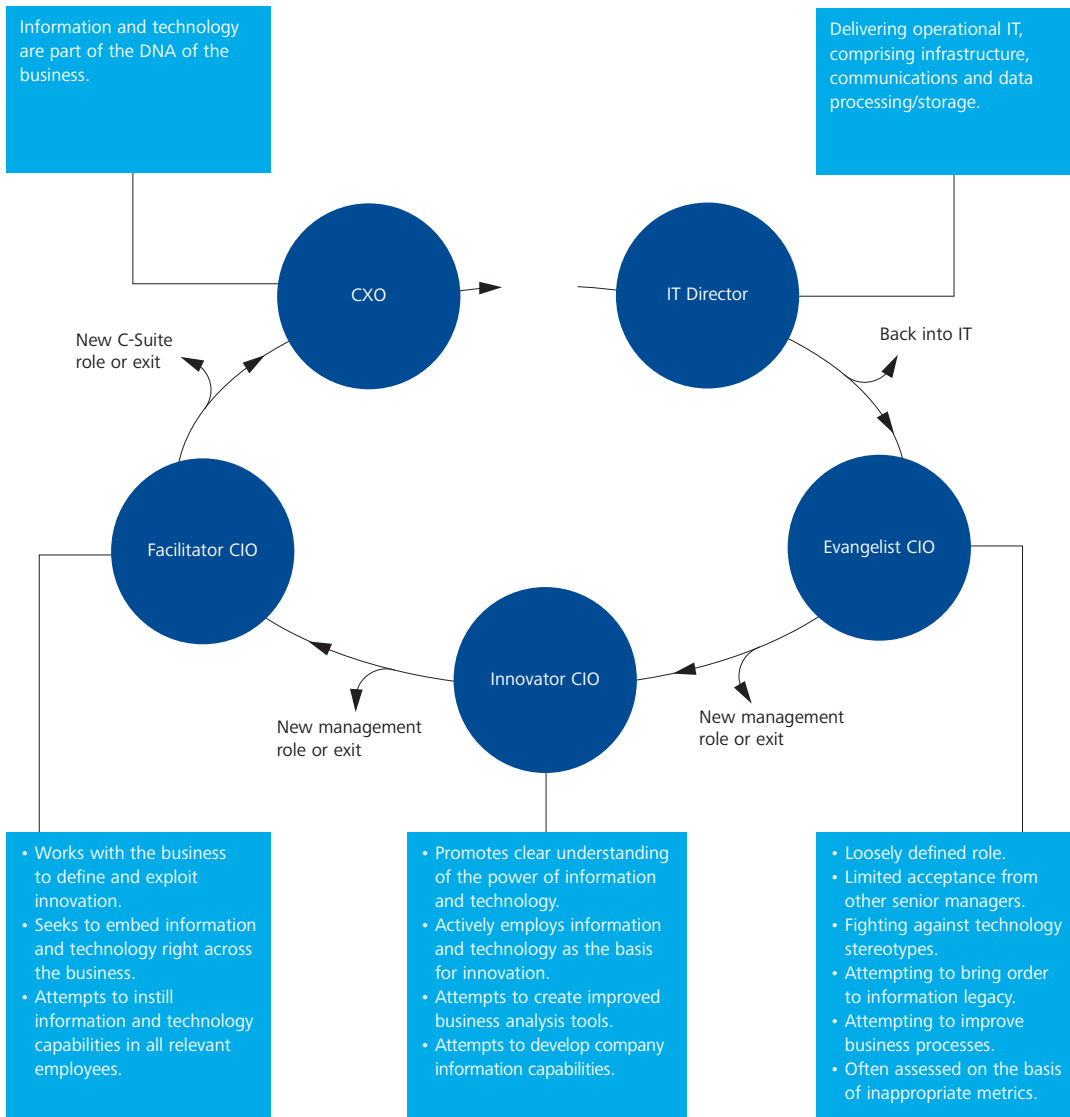 Information and technology
are part of the DNA of the
business.
Delivering operational IT,
comprising infrastructure,
communications and data
processing/storage.
CXO
IT Director
New C-Suite
role or exit
Back into IT
Facilitator CIO
Evangelist CIO
Innovator CIO
New management
role or exit
New management
role or exit
• Works with the business
to define and exploit
innovation.
• Seeks to embed information
and technology right across
the business.
• Attempts to instill
information and technology
capabilities in all relevant
employees.
• Promotes clear understanding
of the power of information
and technology.
• Actively employs information
and technology as the basis
for innovation.
• Attempts to create improved
business analysis tools.
• Attempts to develop company
information capabilities.
• Loosely defined role.
• Limited acceptance from
other senior managers.
• Fighting against technology
stereotypes.
• Attempting to bring order
to information legacy.
• Attempting to improve
business processes.
• Often assessed on the basis
of inappropriate metrics.